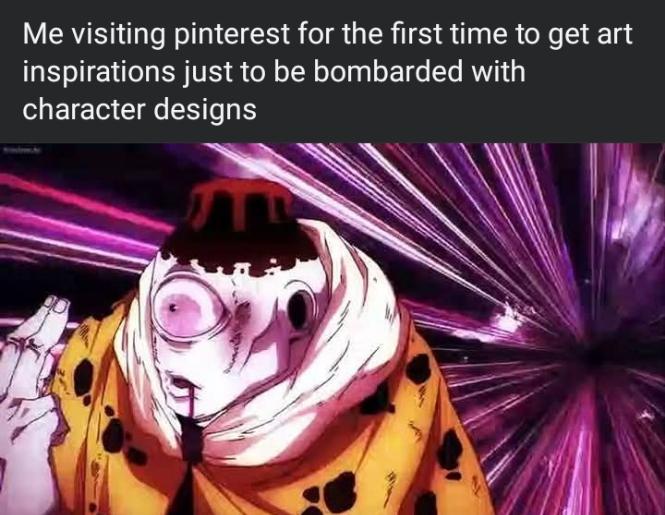 Me visiting pinterest for the first time to get art
inspirations just to be bombarded with
character designs